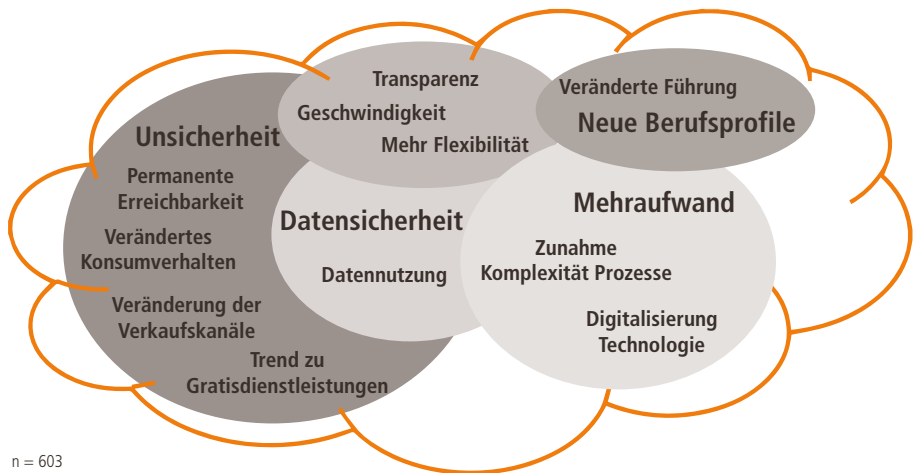 Transparenz
Geschwindigkeit
Mehr Flexibilität
Veränderte Führung
Neue Berufsprofile
Unsicherheit
Permanente
Erreichbarkeit
Verändertes
Konsumverhalten
Veränderung der
Verkaufskanäle
Trend zu
Gratisdienstleistungen
Datensicherheit
Datennutzung
Mehraufwand
Zunahme
Komplexität Prozesse
Digitalisierung
Technologie
n = 603